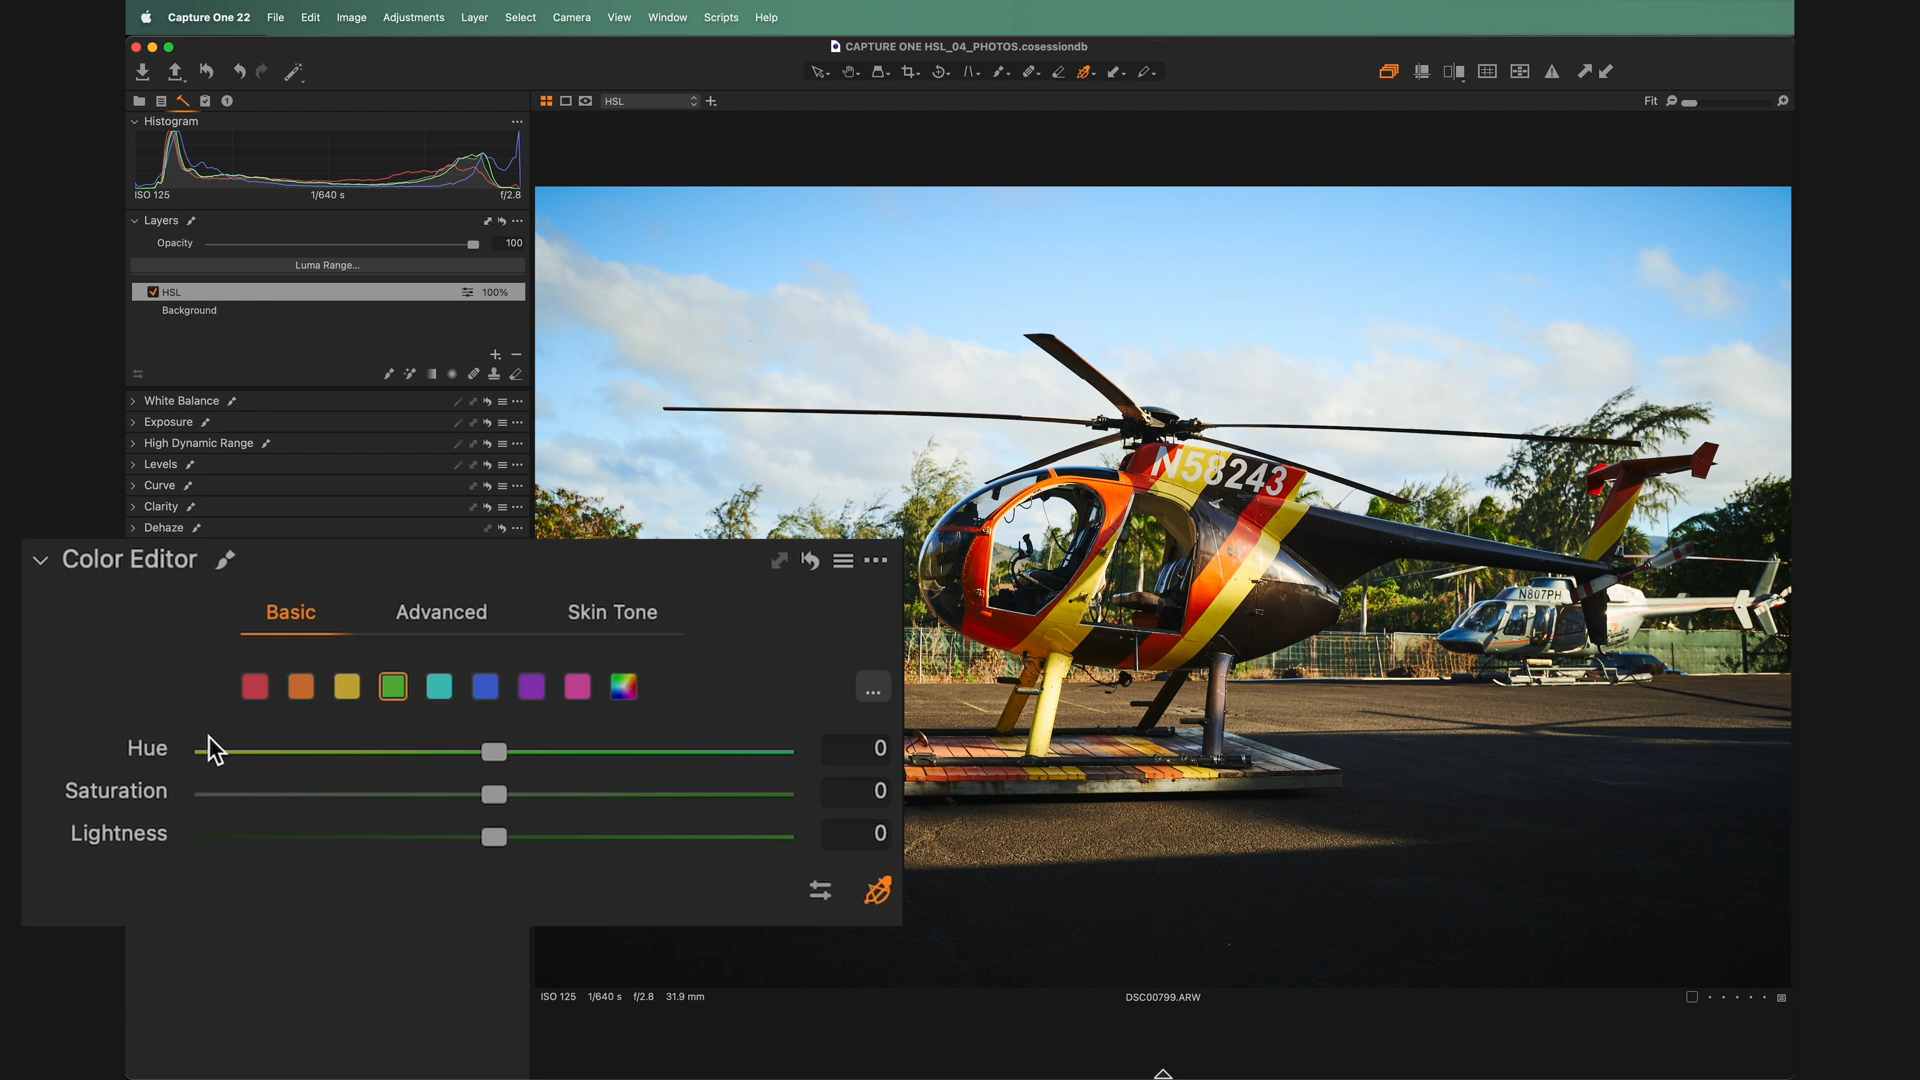 Capture One 22 File Edit Image Adjustments Layer Select Camera View Window Scripts Help
CAPTURE ONE HSL_04_PHOTOS.cosessiondb
HSL
Fit
Histogram
ISO 125 1/640 s f/2.8
Layers
Opacity 100
Luma Range...
HSL 100%
Background
White Balance
Exposure
High Dynamic Range
Levels
Curve
Clarity
Dehaze
Color Editor
Basic Advanced Skin Tone
...
Hue 0
Saturation 0
Lightness 0
N58243
N807PH
ISO 125 1/640 s f/2.8 31.9 mm
DSC00799.ARW